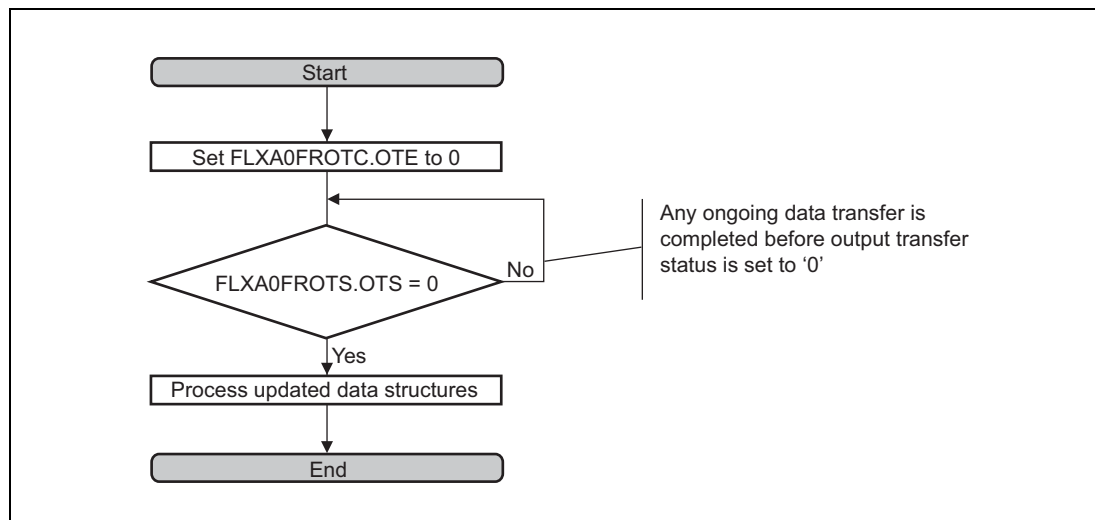 Start
Set FLXA0FROTC.OTE to 0
Any ongoing data transfer is
completed before output transfer
status is set to ‘0’
No
FLXA0FROTS.OTS = 0
Yes
Process updated data structures
End